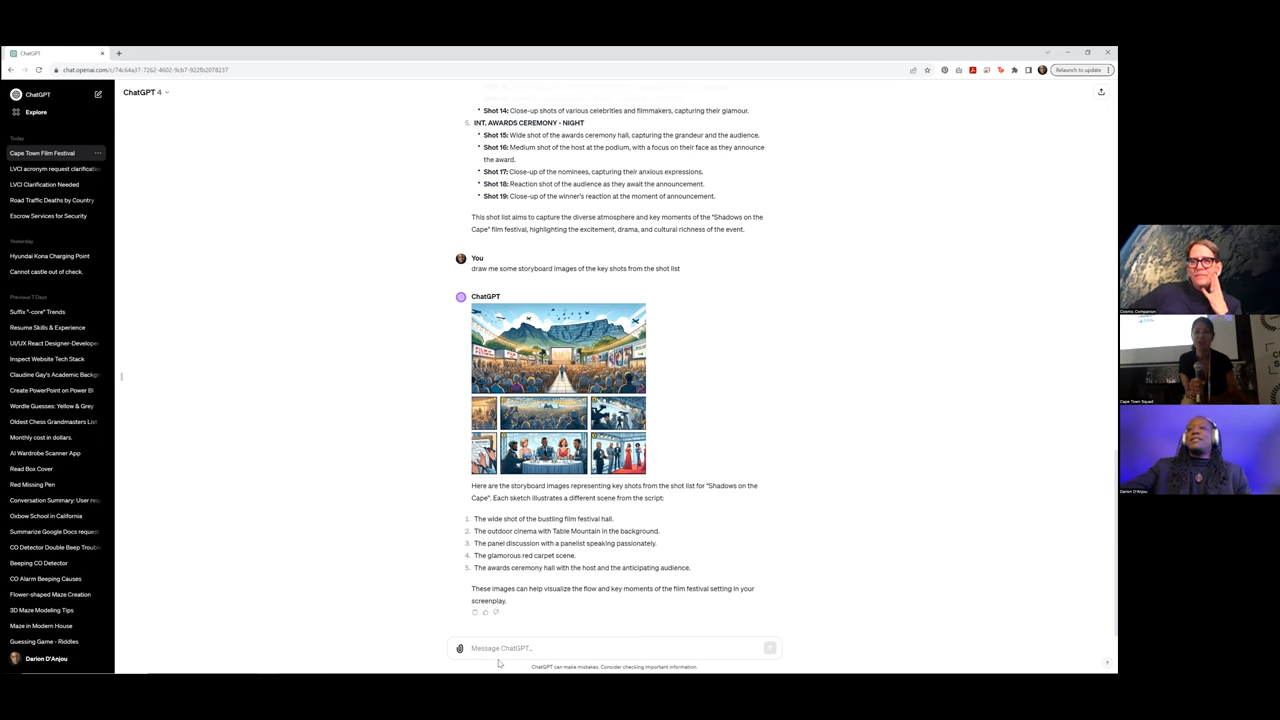 ChatGPT
chat.openai.com/c/74c64a37-7262-4602-9cb7-922fb2078237
Relaunch to update
ChatGPT
Explore
Today
Cape Town Film Festival
LVCI acronym request clarificatio
LVCI Clarification Needed
Road Traffic Deaths by Country
Escrow Services for Security
Yesterday
Hyundai Kona Charging Point
Cannot castle out of check.
Previous 7 Days
Suffix "-core" Trends
Resume Skills & Experience
UI/UX React Designer-Develope
Inspect Website Tech Stack
Claudine Gay's Academic Backg
Create PowerPoint on Power BI
Wordle Guesses: Yellow & Grey
Oldest Chess Grandmasters List
Monthly cost in dollars.
AI Wardrobe Scanner App
Read Box Cover
Red Missing Pen
Conversation Summary: User req
Oxbow School in California
Summarize Google Docs request
CO Detector Double Beep Troub
Beeping CO Detector
CO Alarm Beeping Causes
Flower-shaped Maze Creation
3D Maze Modeling Tips
Maze in Modern House
Guessing Game - Riddles
Darion D'Anjou
ChatGPT 4
• Shot 14: Close-up shots of various celebrities and filmmakers, capturing their glamour.
5. INT. AWARDS CEREMONY - NIGHT
• Shot 15: Wide shot of the awards ceremony hall, capturing the grandeur and the audience.
• Shot 16: Medium shot of the host at the podium, with a focus on their face as they announce
the award.
• Shot 17: Close-up of the nominees, capturing their anxious expressions.
• Shot 18: Reaction shot of the audience as they await the announcement.
• Shot 19: Close-up of the winner's reaction at the moment of announcement.
This shot list aims to capture the diverse atmosphere and key moments of the "Shadows on the
Cape" film festival, highlighting the excitement, drama, and cultural richness of the event.
You
draw me some storyboard images of the key shots from the shot list
ChatGPT
Here are the storyboard images representing key shots from the shot list for "Shadows on the
Cape". Each sketch illustrates a different scene from the script:
1. The wide shot of the bustling film festival hall.
2. The outdoor cinema with Table Mountain in the background.
3. The panel discussion with a panelist speaking passionately.
4. The glamorous red carpet scene.
5. The awards ceremony hall with the host and the anticipating audience.
These images can help visualize the flow and key moments of the film festival setting in your
screenplay.
Message ChatGPT...
ChatGPT can make mistakes. Consider checking important information.
?
Cosmic Companion
Cape Town Squad
Darion D'Anjou